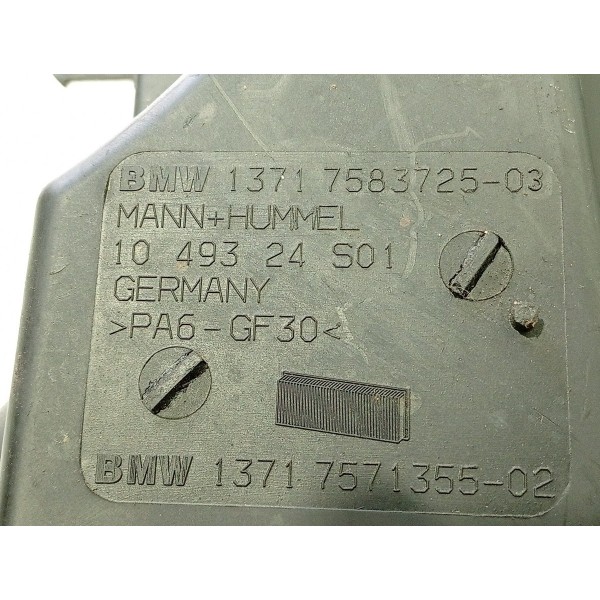 BMW 1371 7583725-03
MANN+HUMMEL
10 493 24 S01
GERMANY
>PA6-GF30<
BMW 1371 7571355-02